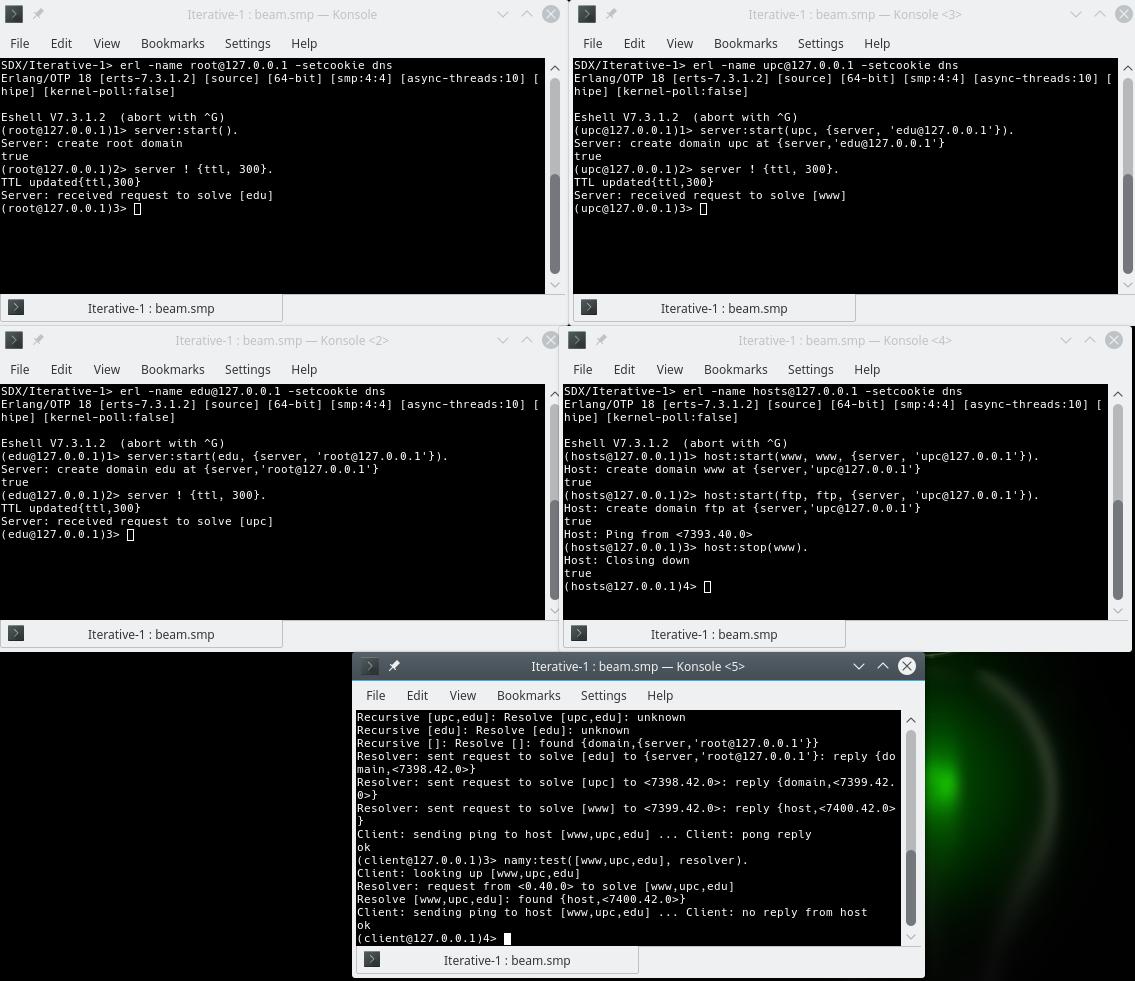 Iterative-1 : beam.smp — Konsole
File Edit View Bookmarks Settings Help
SDX/Iterative-1> erl -name root@127.0.0.1 -setcookie dns
Erlang/OTP 18 [erts-7.3.1.2] [source] [64-bit] [smp:4:4] [async-threads:10] [
hipe] [kernel-poll:false]
Eshell V7.3.1.2  (abort with ^G)
(root@127.0.0.1)1> server:start().
Server: create root domain
true
(root@127.0.0.1)2> server ! {ttl, 300}.
TTL updated{ttl,300}
Server: received request to solve [edu]
(root@127.0.0.1)3>
Iterative-1 : beam.smp
Iterative-1 : beam.smp — Konsole <3>
File Edit View Bookmarks Settings Help
SDX/Iterative-1> erl -name upc@127.0.0.1 -setcookie dns
Erlang/OTP 18 [erts-7.3.1.2] [source] [64-bit] [smp:4:4] [async-threads:10] [
hipe] [kernel-poll:false]
Eshell V7.3.1.2  (abort with ^G)
(upc@127.0.0.1)1> server:start(upc, {server, 'edu@127.0.0.1'}).
Server: create domain upc at {server,'edu@127.0.0.1'}
true
(upc@127.0.0.1)2> server ! {ttl, 300}.
TTL updated{ttl,300}
Server: received request to solve [www]
(upc@127.0.0.1)3>
Iterative-1 : beam.smp
Iterative-1 : beam.smp — Konsole <2>
File Edit View Bookmarks Settings Help
SDX/Iterative-1> erl -name edu@127.0.0.1 -setcookie dns
Erlang/OTP 18 [erts-7.3.1.2] [source] [64-bit] [smp:4:4] [async-threads:10] [
hipe] [kernel-poll:false]
Eshell V7.3.1.2  (abort with ^G)
(edu@127.0.0.1)1> server:start(edu, {server, 'root@127.0.0.1'}).
Server: create domain edu at {server,'root@127.0.0.1'}
true
(edu@127.0.0.1)2> server ! {ttl, 300}.
TTL updated{ttl,300}
Server: received request to solve [upc]
(edu@127.0.0.1)3>
Iterative-1 : beam.smp
Iterative-1 : beam.smp — Konsole <4>
File Edit View Bookmarks Settings Help
SDX/Iterative-1> erl -name hosts@127.0.0.1 -setcookie dns
Erlang/OTP 18 [erts-7.3.1.2] [source] [64-bit] [smp:4:4] [async-threads:10] [
hipe] [kernel-poll:false]
Eshell V7.3.1.2  (abort with ^G)
(hosts@127.0.0.1)1> host:start(www, www, {server, 'upc@127.0.0.1'}).
Host: create domain www at {server,'upc@127.0.0.1'}
true
(hosts@127.0.0.1)2> host:start(ftp, ftp, {server, 'upc@127.0.0.1'}).
Host: create domain ftp at {server,'upc@127.0.0.1'}
true
Host: Ping from <7393.40.0>
(hosts@127.0.0.1)3> host:stop(www).
Host: Closing down
true
(hosts@127.0.0.1)4>
Iterative-1 : beam.smp
Iterative-1 : beam.smp — Konsole <5>
File Edit View Bookmarks Settings Help
Recursive [upc,edu]: Resolve [upc,edu]: unknown
Recursive [edu]: Resolve [edu]: unknown
Recursive []: Resolve []: found {domain,{server,'root@127.0.0.1'}}
Resolver: sent request to solve [edu] to {server,'root@127.0.0.1'}: reply {do
main,<7398.42.0>}
Resolver: sent request to solve [upc] to <7398.42.0>: reply {domain,<7399.42.
0>}
Resolver: sent request to solve [www] to <7399.42.0>: reply {host,<7400.42.0>
}
Client: sending ping to host [www,upc,edu] ... Client: pong reply
ok
(client@127.0.0.1)3> namy:test([www,upc,edu], resolver).
Client: looking up [www,upc,edu]
Resolver: request from <0.40.0> to solve [www,upc,edu]
Resolve [www,upc,edu]: found {host,<7400.42.0>}
Client: sending ping to host [www,upc,edu] ... Client: no reply from host
ok
(client@127.0.0.1)4>
Iterative-1 : beam.smp